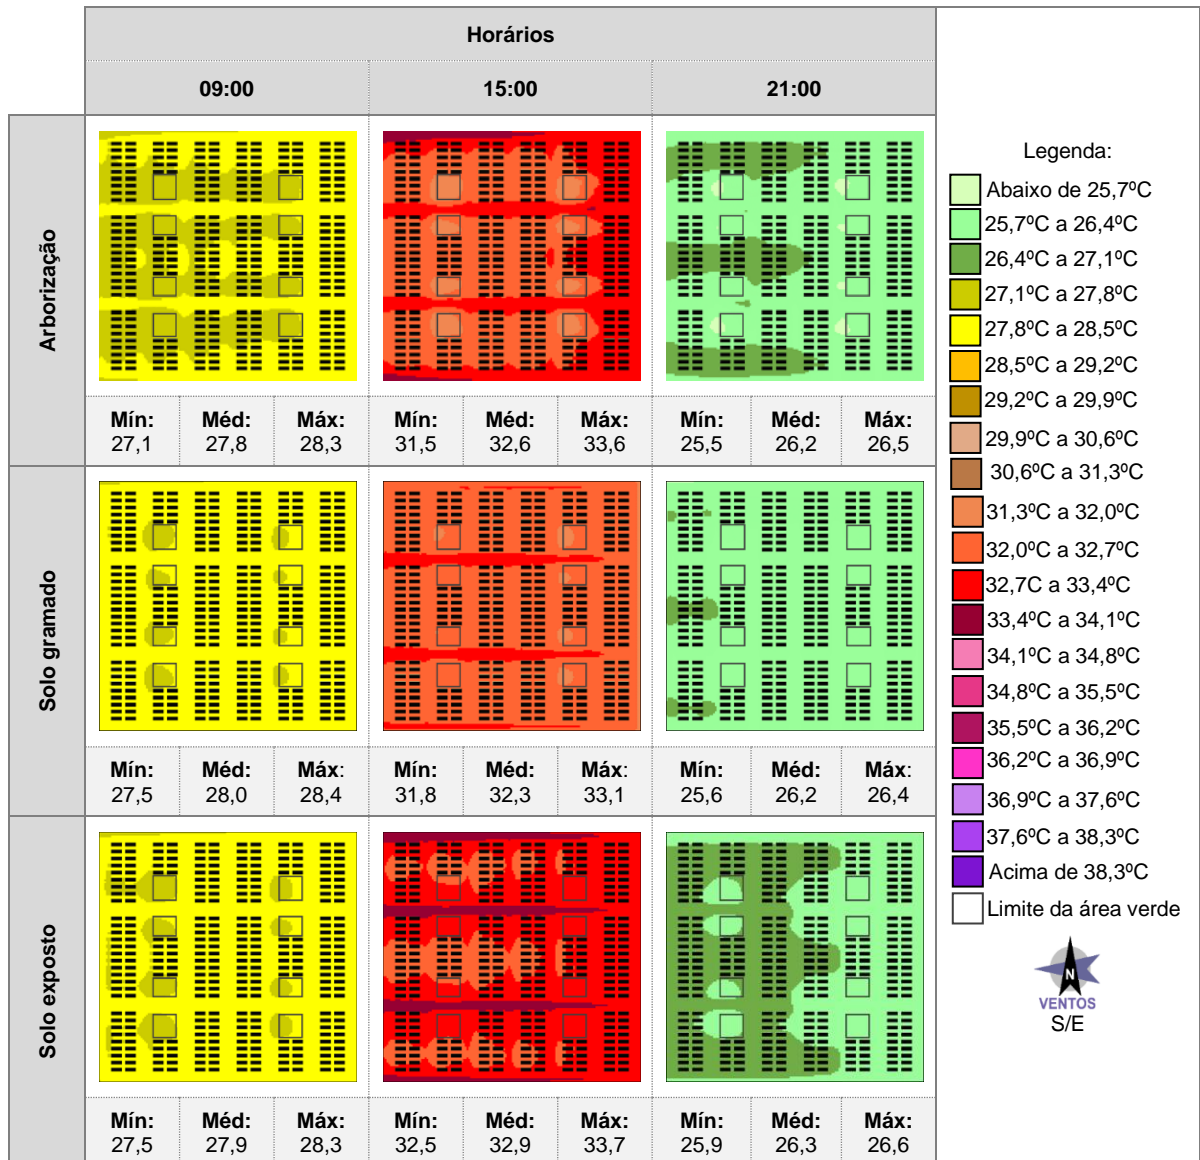 Horários
09:00 15:00 21:00
Arborização
Mín: Méd: Máx: Mín: Méd: Máx: Mín: Méd: Máx:
27,1 27,8 28,3 31,5 32,6 33,6 25,5 26,2 26,5
Solo gramado
Mín: Méd: Máx: Mín: Méd: Máx: Mín: Méd: Máx:
27,5 28,0 28,4 31,8 32,3 33,1 25,6 26,2 26,4
Solo exposto
Mín: Méd: Máx: Mín: Méd: Máx: Mín: Méd: Máx:
27,5 27,9 28,3 32,5 32,9 33,7 25,9 26,3 26,6
Legenda:
Abaixo de 25,7ºC
25,7ºC a 26,4ºC
26,4ºC a 27,1ºC
27,1ºC a 27,8ºC
27,8ºC a 28,5ºC
28,5ºC a 29,2ºC
29,2ºC a 29,9ºC
29,9ºC a 30,6ºC
30,6ºC a 31,3ºC
31,3ºC a 32,0ºC
32,0ºC a 32,7ºC
32,7C a 33,4ºC
33,4ºC a 34,1ºC
34,1ºC a 34,8ºC
34,8ºC a 35,5ºC
35,5ºC a 36,2ºC
36,2ºC a 36,9ºC
36,9ºC a 37,6ºC
37,6ºC a 38,3ºC
Acima de 38,3ºC
Limite da área verde
N
VENTOS
S/E